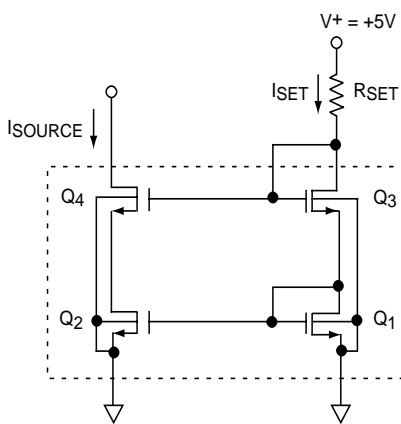 V+ = +5V
ISET
RSET
ISOURCE
Q4
Q3
Q2
Q1